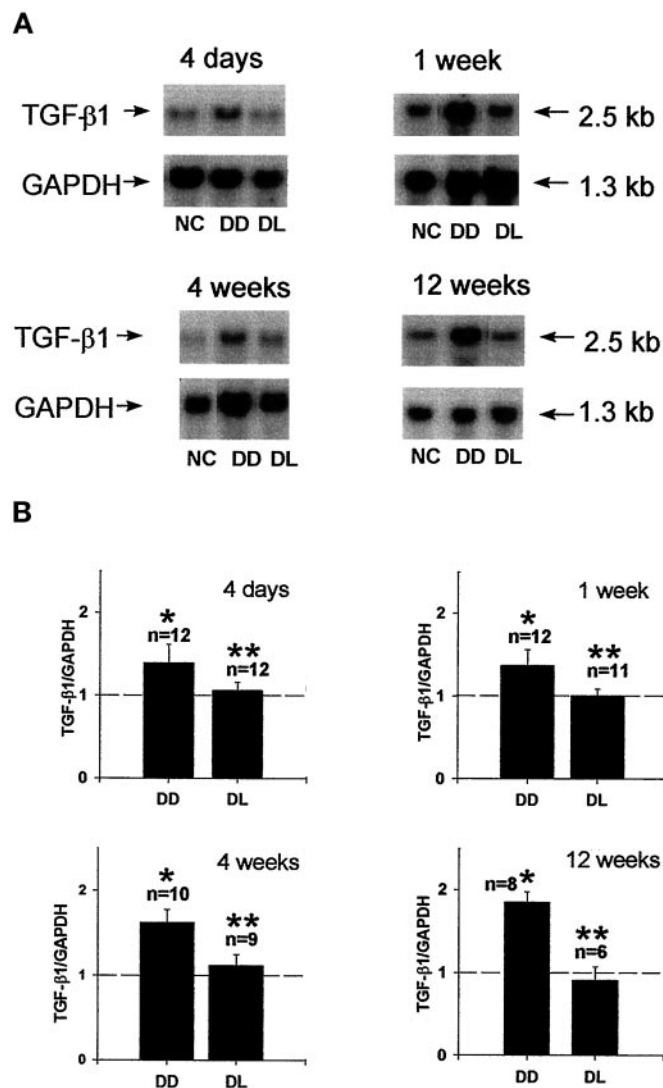 A
4 days
1 week
TGF-β1
2.5 kb
GAPDH
1.3 kb
NC DD DL
NC DD DL
4 weeks
12 weeks
TGF-β1
2.5 kb
GAPDH
1.3 kb
NC DD DL
NC DD DL
B
TGF-β1/GAPDH
2
1
0
4 days
*
n=12
**
n=12
DD DL
TGF-β1/GAPDH
2
1
0
1 week
*
n=12
**
n=11
DD DL
TGF-β1/GAPDH
2
1
0
4 weeks
*
n=10
**
n=9
DD DL
TGF-β1/GAPDH
2
1
0
12 weeks
n=8 *
**
n=6
DD DL